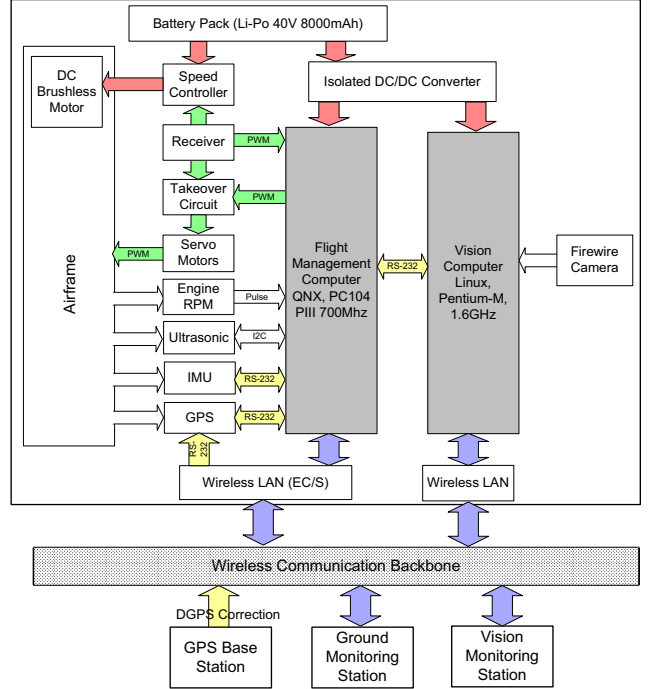 Battery Pack (Li-Po 40V 8000mAh)
DC
Brushless
Motor
Speed
Controller
Isolated DC/DC Converter
Receiver
PWM
Takeover
Circuit
PWM
PWM
Servo
Motors
Airframe
Engine
RPM
Pulse
Ultrasonic
I2C
IMU
RS-232
GPS
RS-232
RS-
232
Flight
Management
Computer
QNX, PC104
PIII 700Mhz
RS-232
Vision
Computer
Linux,
Pentium-M,
1.6GHz
Firewire
Camera
Wireless LAN (EC/S)
Wireless LAN
Wireless Communication Backbone
DGPS Correction
GPS Base
Station
Ground
Monitoring
Station
Vision
Monitoring
Station